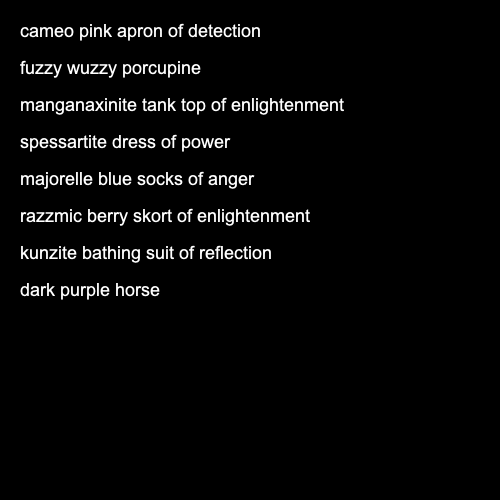 cameo pink apron of detection
fuzzy wuzzy porcupine
manganaxinite tank top of enlightenment
spessartite dress of power
majorelle blue socks of anger
razzmic berry skort of enlightenment
kunzite bathing suit of reflection
dark purple horse